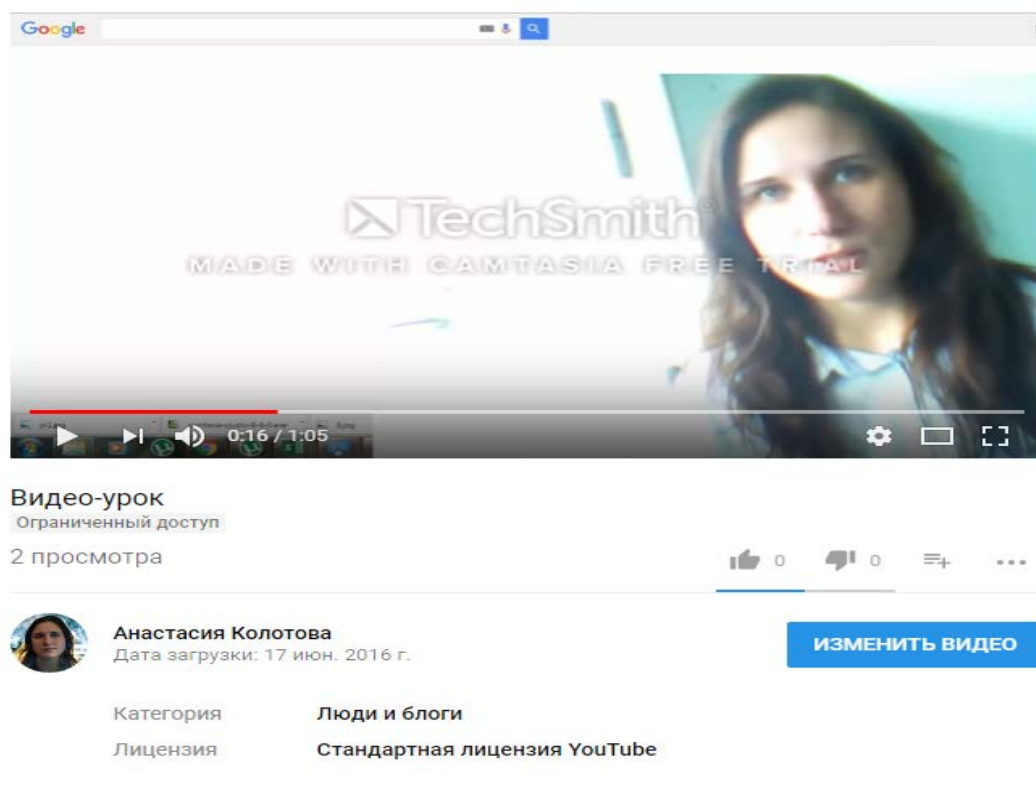 Google
TechSmith®
MADE WITH CAMTASIA FREE TRIAL
0:16 / 1:05
Видео-урок
Ограниченный доступ
2 просмотра
0 0
Анастасия Колотова
Дата загрузки: 17 июн. 2016 г.
ИЗМЕНИТЬ ВИДЕО
Категория Люди и блоги
Лицензия Стандартная лицензия YouTube